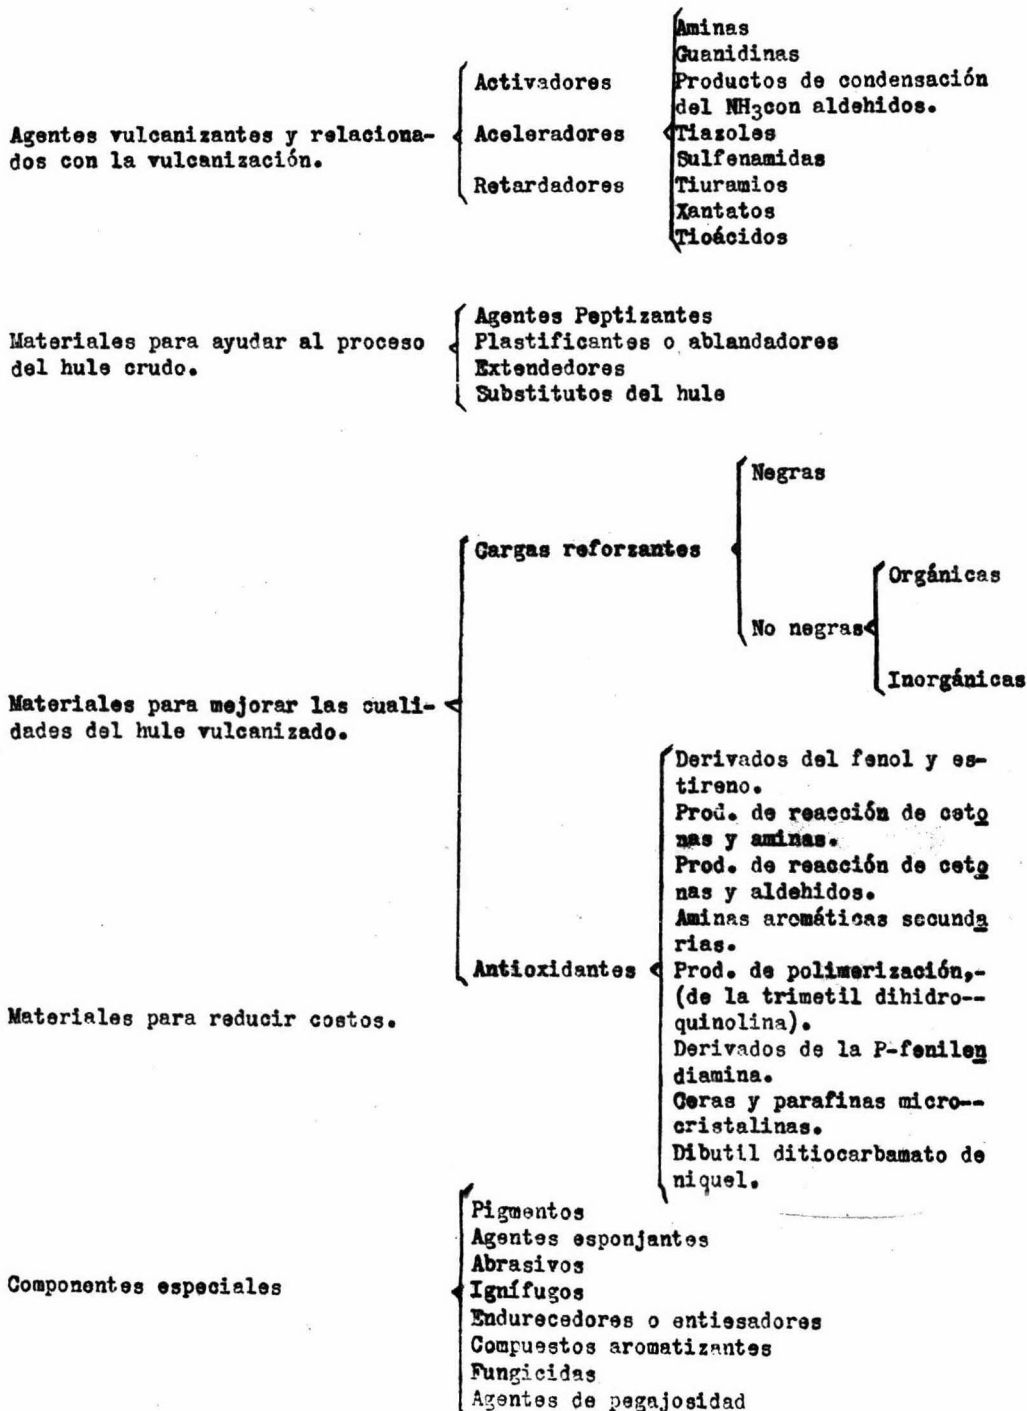 Agentes vulcanizantes y relaciona-
dos con la vulcanización.
Activadores
Aceleradores
Retardadores
Aminas
Guanidinas
Productos de condensación
del NH3con aldehidos.
Tiazoles
Sulfenamidas
Tiuramios
Xantatos
Tioácidos
Materiales para ayudar al proceso
del hule crudo.
Agentes Peptizantes
Plastificantes o ablandadores
Extendedores
Substitutos del hule
Materiales para mejorar las cuali-
dades del hule vulcanizado.
Cargas reforzantes
Negras
No negras
Orgánicas
Inorgánicas
Antioxidantes
Derivados del fenol y es-
tireno.
Prod. de reacción de ceto
nas y aminas.
Prod. de reacción de ceto
nas y aldehidos.
Aminas aromáticas secunda
rias.
Prod. de polimerización,-
(de la trimetil dihidro--
quinolina).
Derivados de la P-fenilen
diamina.
Ceras y parafinas micro--
cristalinas.
Dibutil ditiocarbamato de
niquel.
Materiales para reducir costos.
Componentes especiales
Pigmentos
Agentes esponjantes
Abrasivos
Ignífugos
Endurecedores o entiesadores
Compuestos aromatizantes
Fungicidas
Agentes de pegajosidad